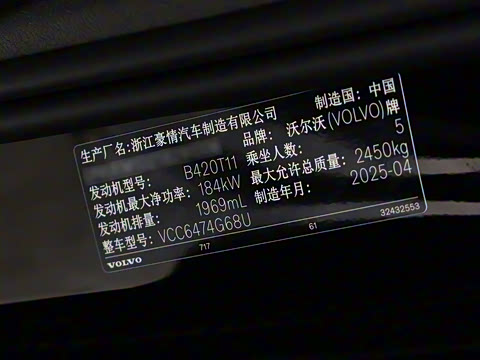 生产厂名:浙江豪情汽车制造有限公司 制造国：中国
品牌：沃尔沃(VOLVO)牌
发动机型号: B420T11 乘坐人数: 5
发动机最大净功率: 184kW 最大允许总质量: 2450kg
发动机排量: 1969mL 制造年月: 2025-04
整车型号: VCC6474G68U
VOLVO 717 61 32432553